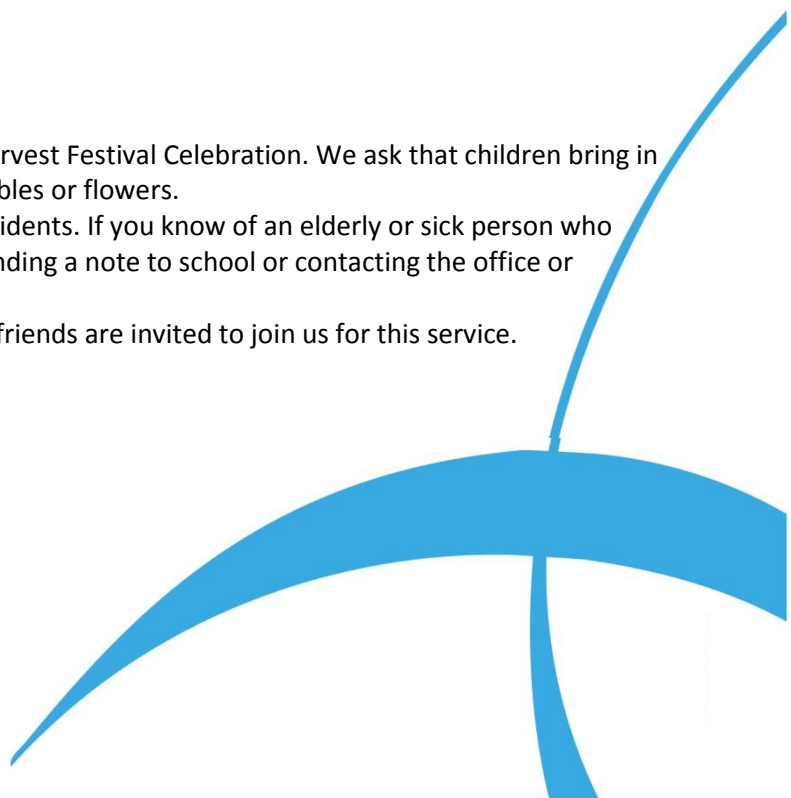 rvest Festival Celebration. We ask that children bring in
bles or flowers.
idents. If you know of an elderly or sick person who
nding a note to school or contacting the office or
friends are invited to join us for this service.